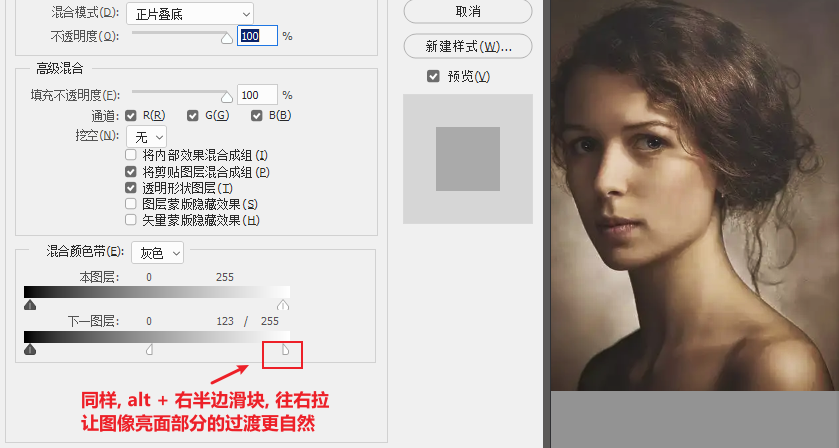 混合模式(D): 正片叠底
不透明度(O): 100 %
高级混合
填充不透明度(F): 100 %
通道: R(R) G(G) B(B)
挖空(N): 无
将内部效果混合成组(I)
将剪贴图层混合成组(P)
透明形状图层(T)
图层蒙版隐藏效果(S)
矢量蒙版隐藏效果(H)
混合颜色带(E): 灰色
本图层: 0 255
下一图层: 0 123 / 255
同样, alt + 右半边滑块, 往右拉
让图像亮面部分的过渡更自然
取消
新建样式(W)...
预览(V)